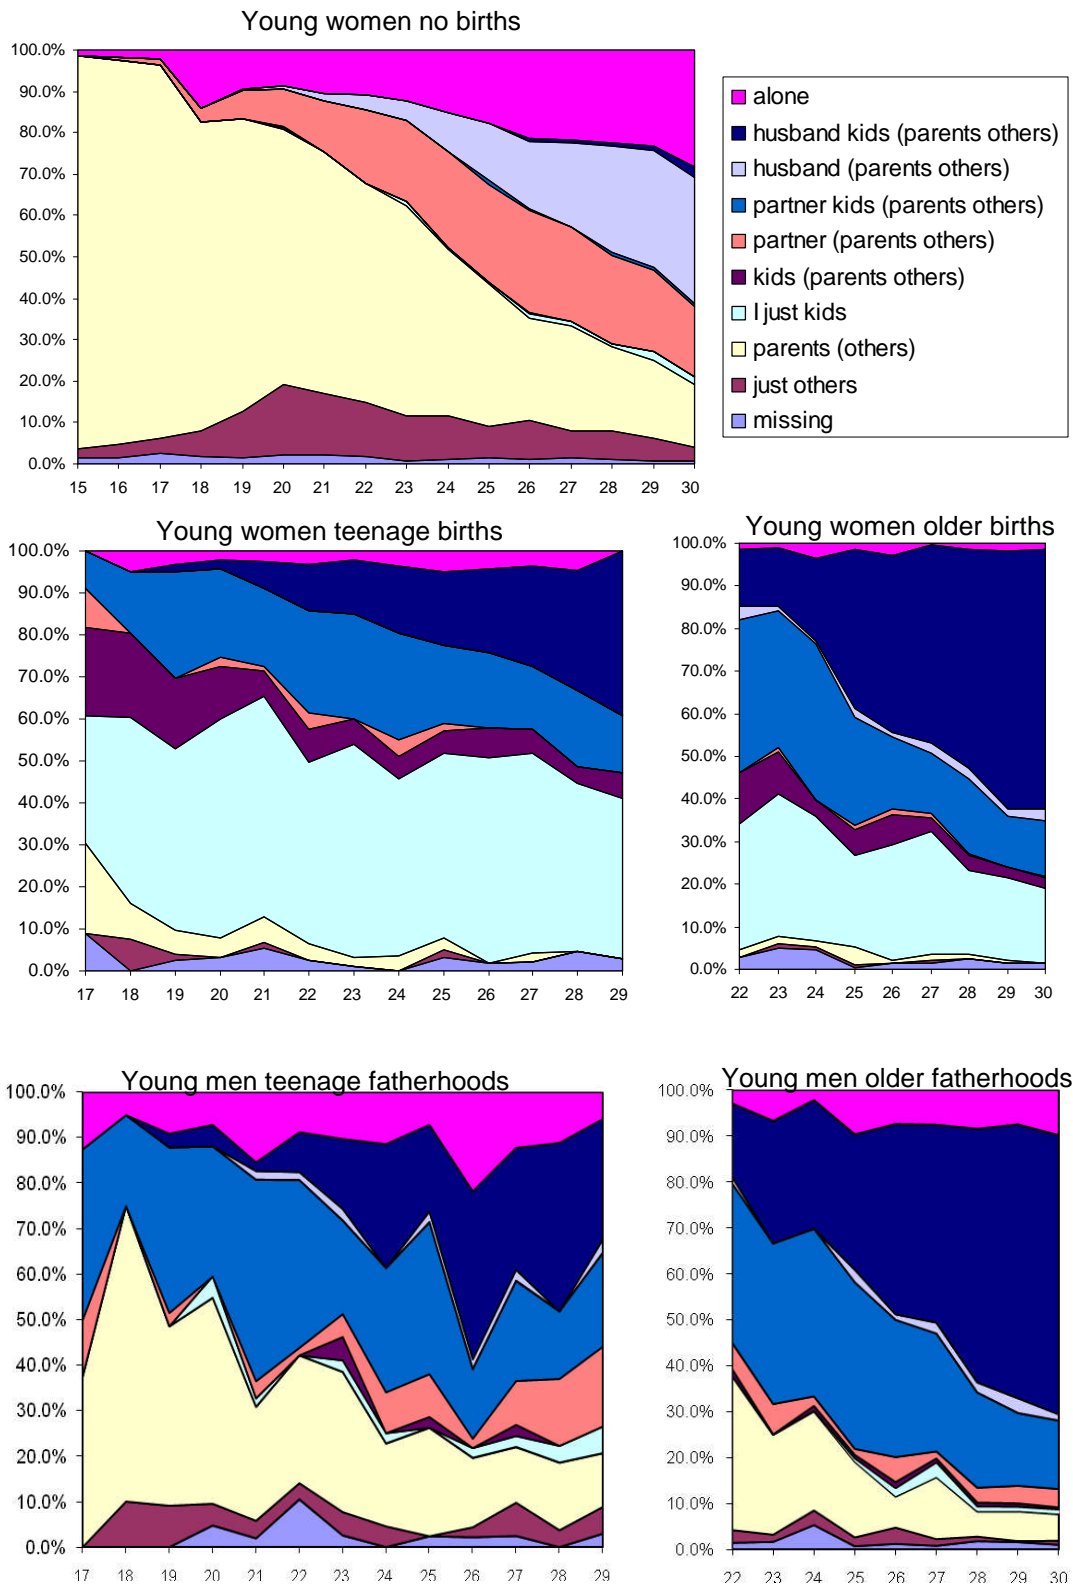 Young women no births
100.0%
90.0%
80.0%
70.0%
60.0%
50.0%
40.0%
30.0%
20.0%
10.0%
0.0%
15 16 17 18 19 20 21 22 23 24 25 26 27 28 29 30
alone
husband kids (parents others)
husband (parents others)
partner kids (parents others)
partner (parents others)
kids (parents others)
I just kids
parents (others)
just others
missing
Young women teenage births
100.0%
90.0%
80.0%
70.0%
60.0%
50.0%
40.0%
30.0%
20.0%
10.0%
0.0%
17 18 19 20 21 22 23 24 25 26 27 28 29
Young women older births
100.0%
90.0%
80.0%
70.0%
60.0%
50.0%
40.0%
30.0%
20.0%
10.0%
0.0%
22 23 24 25 26 27 28 29 30
Young men teenage fatherhoods
100.0%
90.0%
80.0%
70.0%
60.0%
50.0%
40.0%
30.0%
20.0%
10.0%
0.0%
17 18 19 20 21 22 23 24 25 26 27 28 29
Young men older fatherhoods
100.0%
90.0%
80.0%
70.0%
60.0%
50.0%
40.0%
30.0%
20.0%
10.0%
0.0%
22 23 24 25 26 27 28 29 30